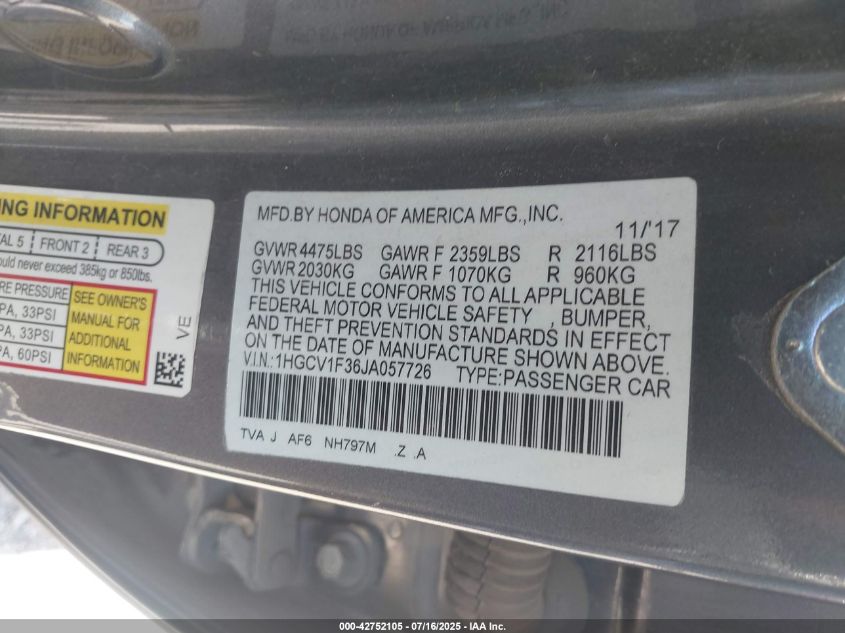 NG INFORMATION
AL 5 FRONT 2 REAR 3
ould never exceed 385kg or 850lbs.
RE PRESSURE
PA, 33PSI
PA, 33PSI
PA, 60PSI
SEE OWNER'S
MANUAL FOR
ADDITIONAL
INFORMATION
VE
MFD.BY HONDA OF AMERICA MFG.,INC.
11/'17
GVWR 4475LBS GAWR F 2359LBS R 2116LBS
GVWR 2030KG GAWR F 1070KG R 960KG
THIS VEHICLE CONFORMS TO ALL APPLICABLE
FEDERAL MOTOR VEHICLE SAFETY , BUMPER,
AND THEFT PREVENTION STANDARDS IN EFFECT
ON THE DATE OF MANUFACTURE SHOWN ABOVE.
V.I.N.:1HGCV1F36JA057726 TYPE:PASSENGER CAR
TVA J AF6 NH797M .Z .A
000-42752105 - 07/16/2025 - IAA Inc.